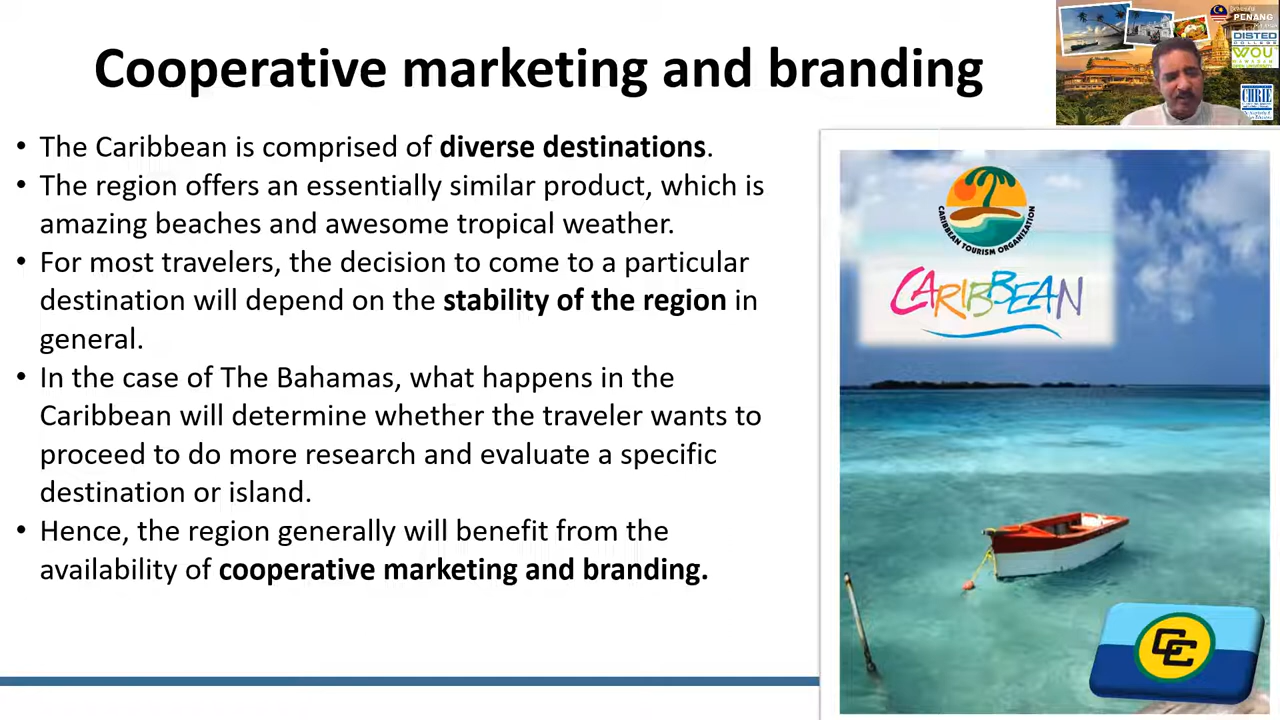 Cooperative marketing and branding
• The Caribbean is comprised of diverse destinations.
• The region offers an essentially similar product, which is
amazing beaches and awesome tropical weather.
• For most travelers, the decision to come to a particular
destination will depend on the stability of the region in
general.
• In the case of The Bahamas, what happens in the
Caribbean will determine whether the traveler wants to
proceed to do more research and evaluate a specific
destination or island.
• Hence, the region generally will benefit from the
availability of cooperative marketing and branding.
PENANG
DISTED
COLLEGE
WOU
CHRIE
CARIBBEAN TOURISM ORGANIZATION
CARIBBEAN
CC